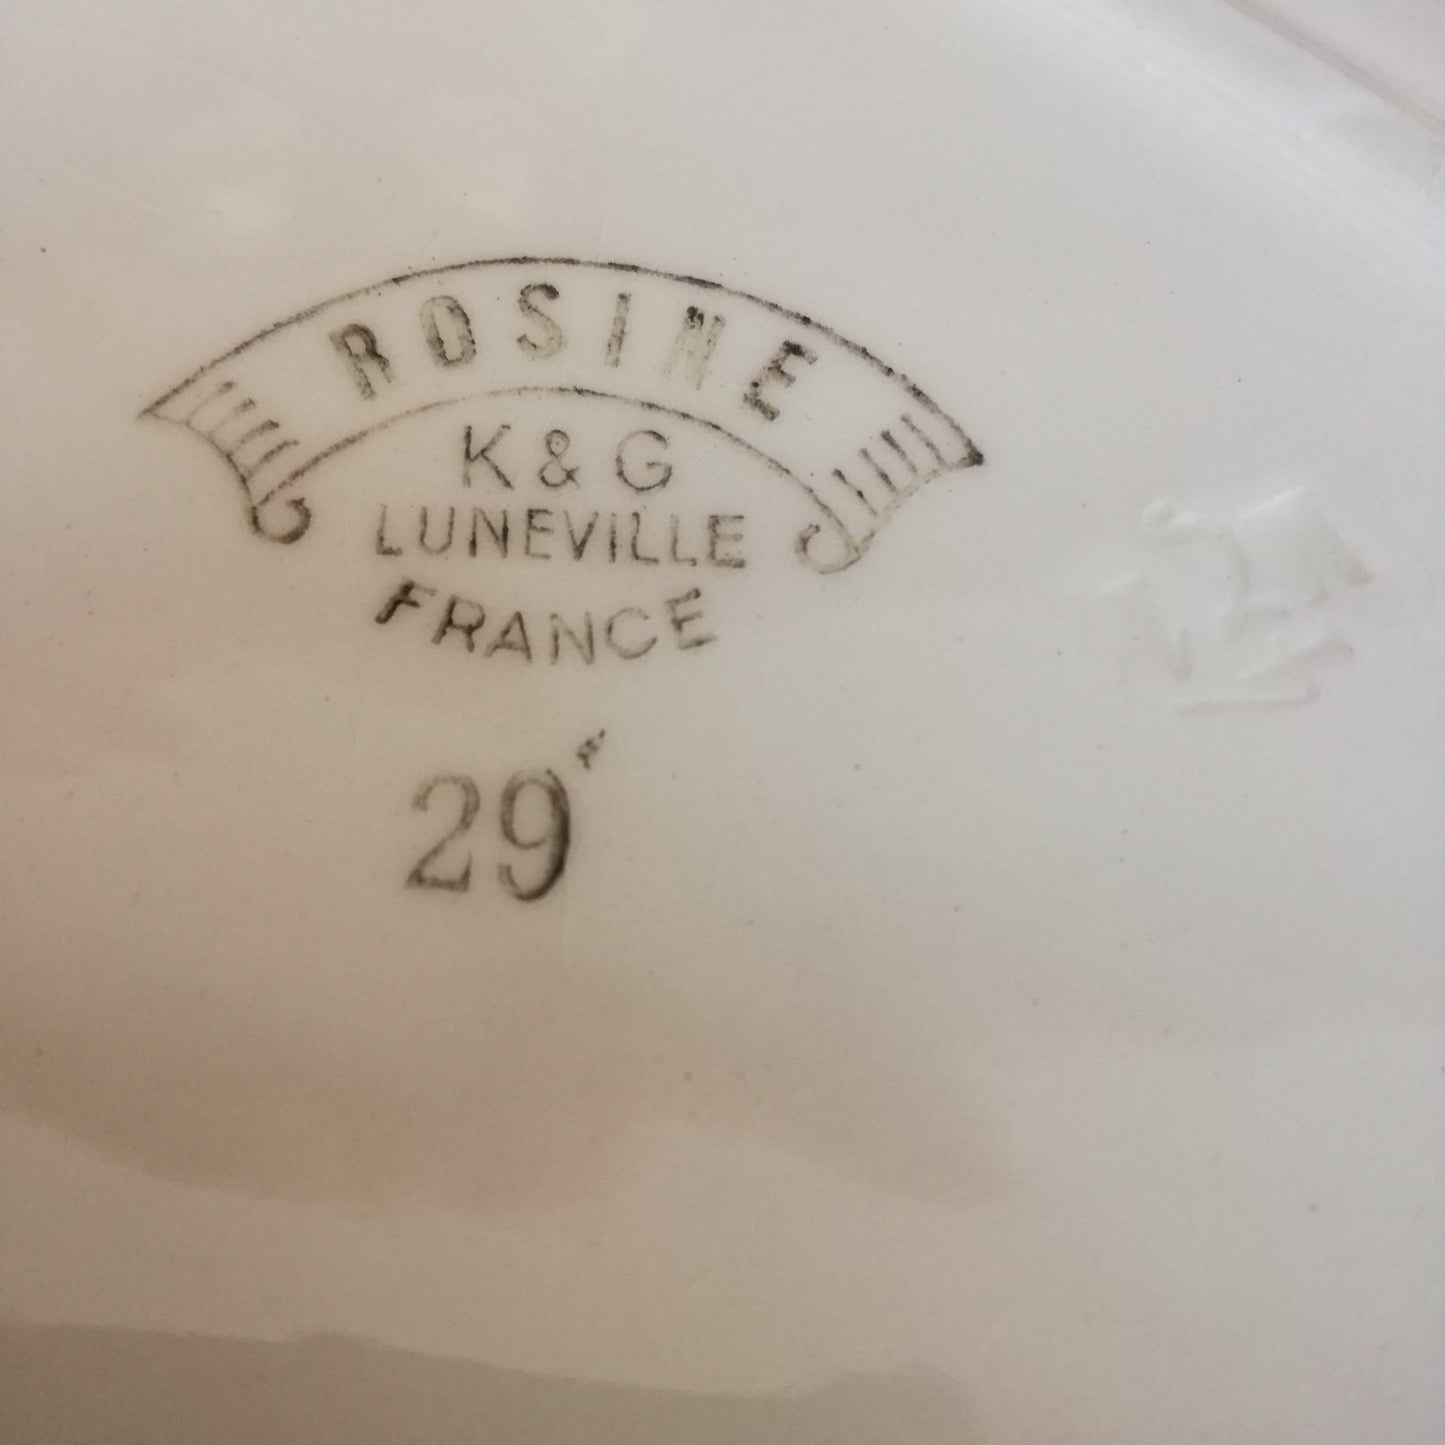 ROSINE
K & G
LUNEVILLE
FRANCE
29